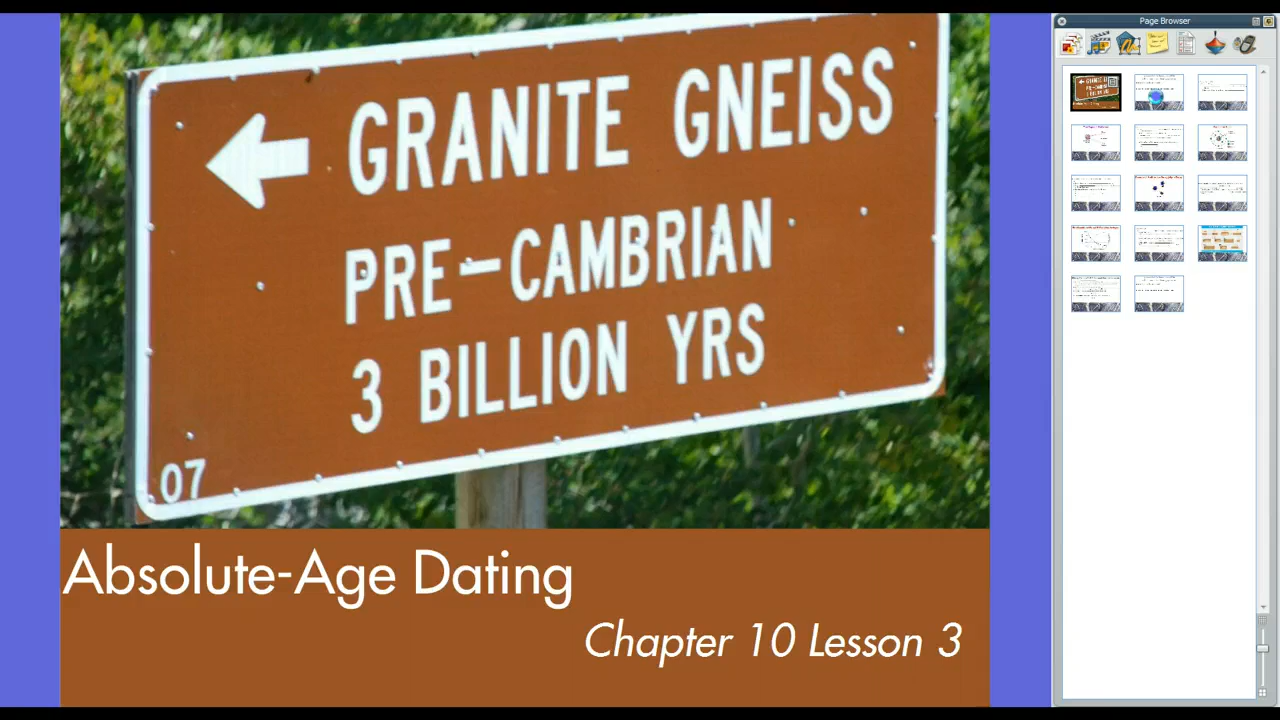 GRANITE GNEISS
PRE-CAMBRIAN
3 BILLION YRS
07
Absolute-Age Dating
Chapter 10 Lesson 3
Page Browser